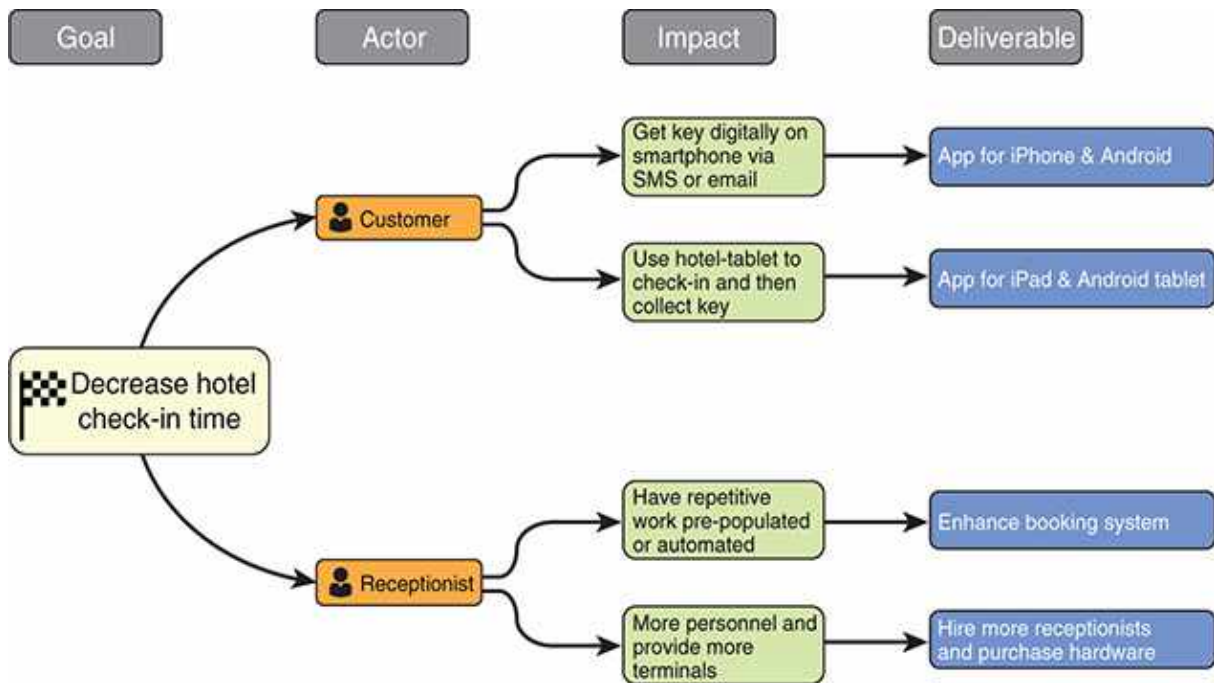 Goal
Actor
Impact
Deliverable
Get key digitally on
smartphone via
SMS or email
App for iPhone & Android
Customer
Use hotel-tablet to
check-in and then
collect key
App for iPad & Android tablet
Decrease hotel
check-in time
Have repetitive
work pre-populated
or automated
Enhance booking system
Receptionist
More personnel and
provide more
terminals
Hire more receptionists
and purchase hardware